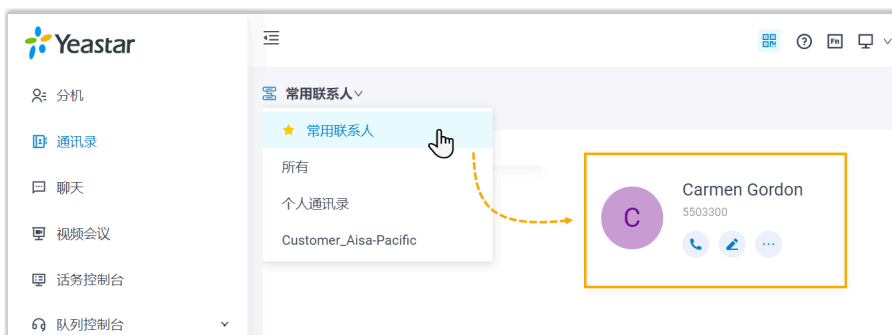 Yeastar
分机
通讯录
聊天
视频会议
话务控制台
队列控制台
Fn
常用联系人
常用联系人
所有
个人通讯录
Customer_Aisa-Pacific
C
Carmen Gordon
5503300